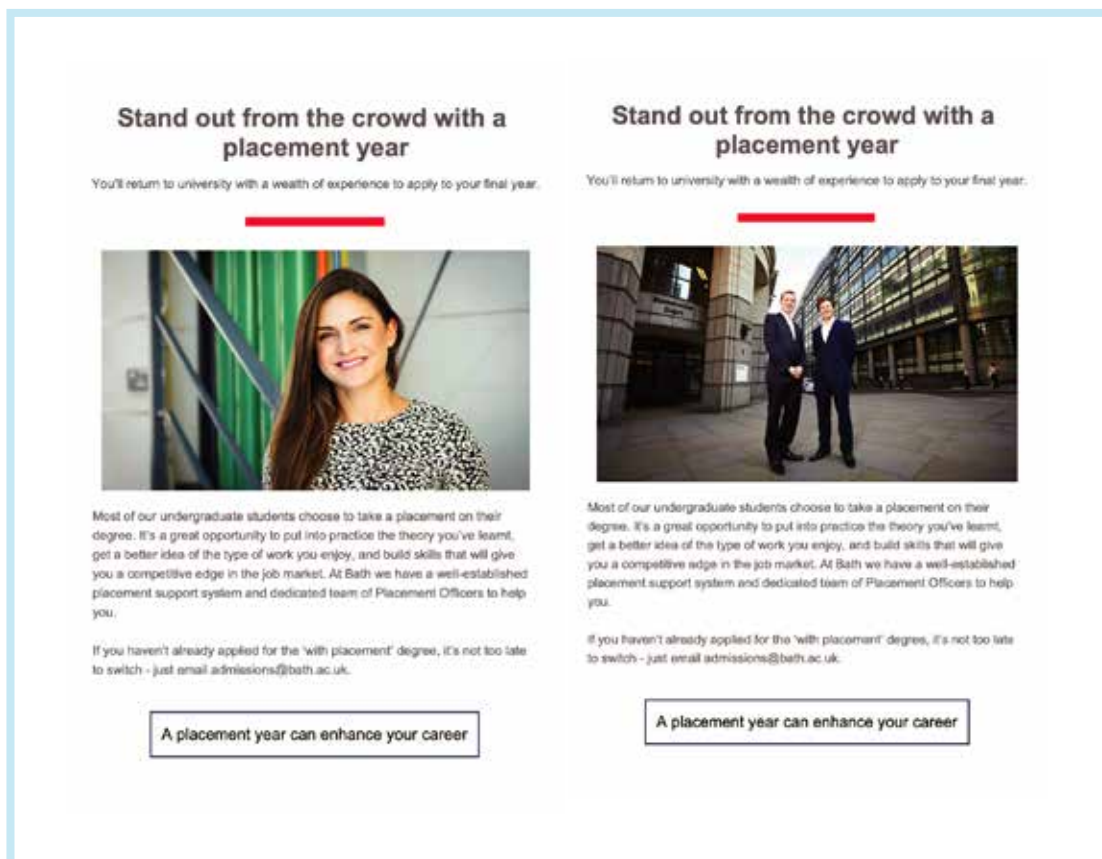 Stand out from the crowd with a
placement year
You'll return to university with a wealth of experience to apply to your final year.
Most of our undergraduate students choose to take a placement on their
degree. It's a great opportunity to put into practice the theory you've learnt,
get a better idea of the type of work you enjoy, and build skills that will give
you a competitive edge in the job market. At Bath we have a well-established
placement support system and dedicated team of Placement Officers to help
you.
If you haven't already applied for the 'with placement' degree, it's not too late
to switch - just email admissions@bath.ac.uk.
A placement year can enhance your career
Stand out from the crowd with a
placement year
You'll return to university with a wealth of experience to apply to your final year.
Most of our undergraduate students choose to take a placement on their
degree. It's a great opportunity to put into practice the theory you've learnt,
get a better idea of the type of work you enjoy, and build skills that will give
you a competitive edge in the job market. At Bath we have a well-established
placement support system and dedicated team of Placement Officers to help
you.
If you haven't already applied for the 'with placement' degree, it's not too late
to switch - just email admissions@bath.ac.uk.
A placement year can enhance your career